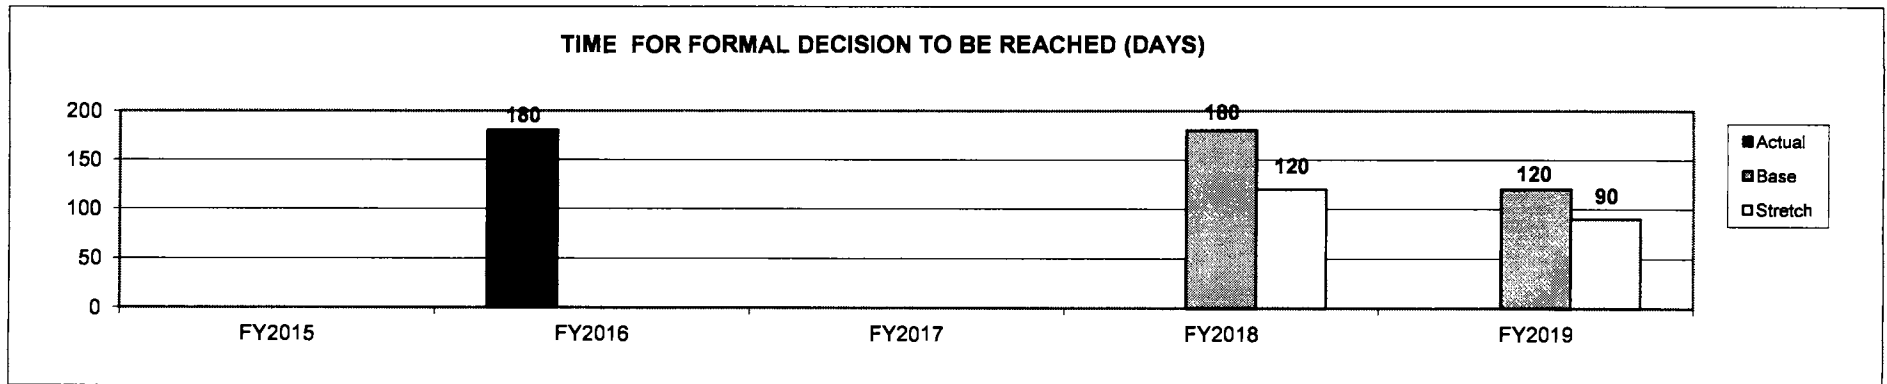 TIME FOR FORMAL DECISION TO BE REACHED (DAYS)
200
150
100
50
0
180
180
120
120
90
FY2015
FY2016
FY2017
FY2018
FY2019
Actual
Base
Stretch